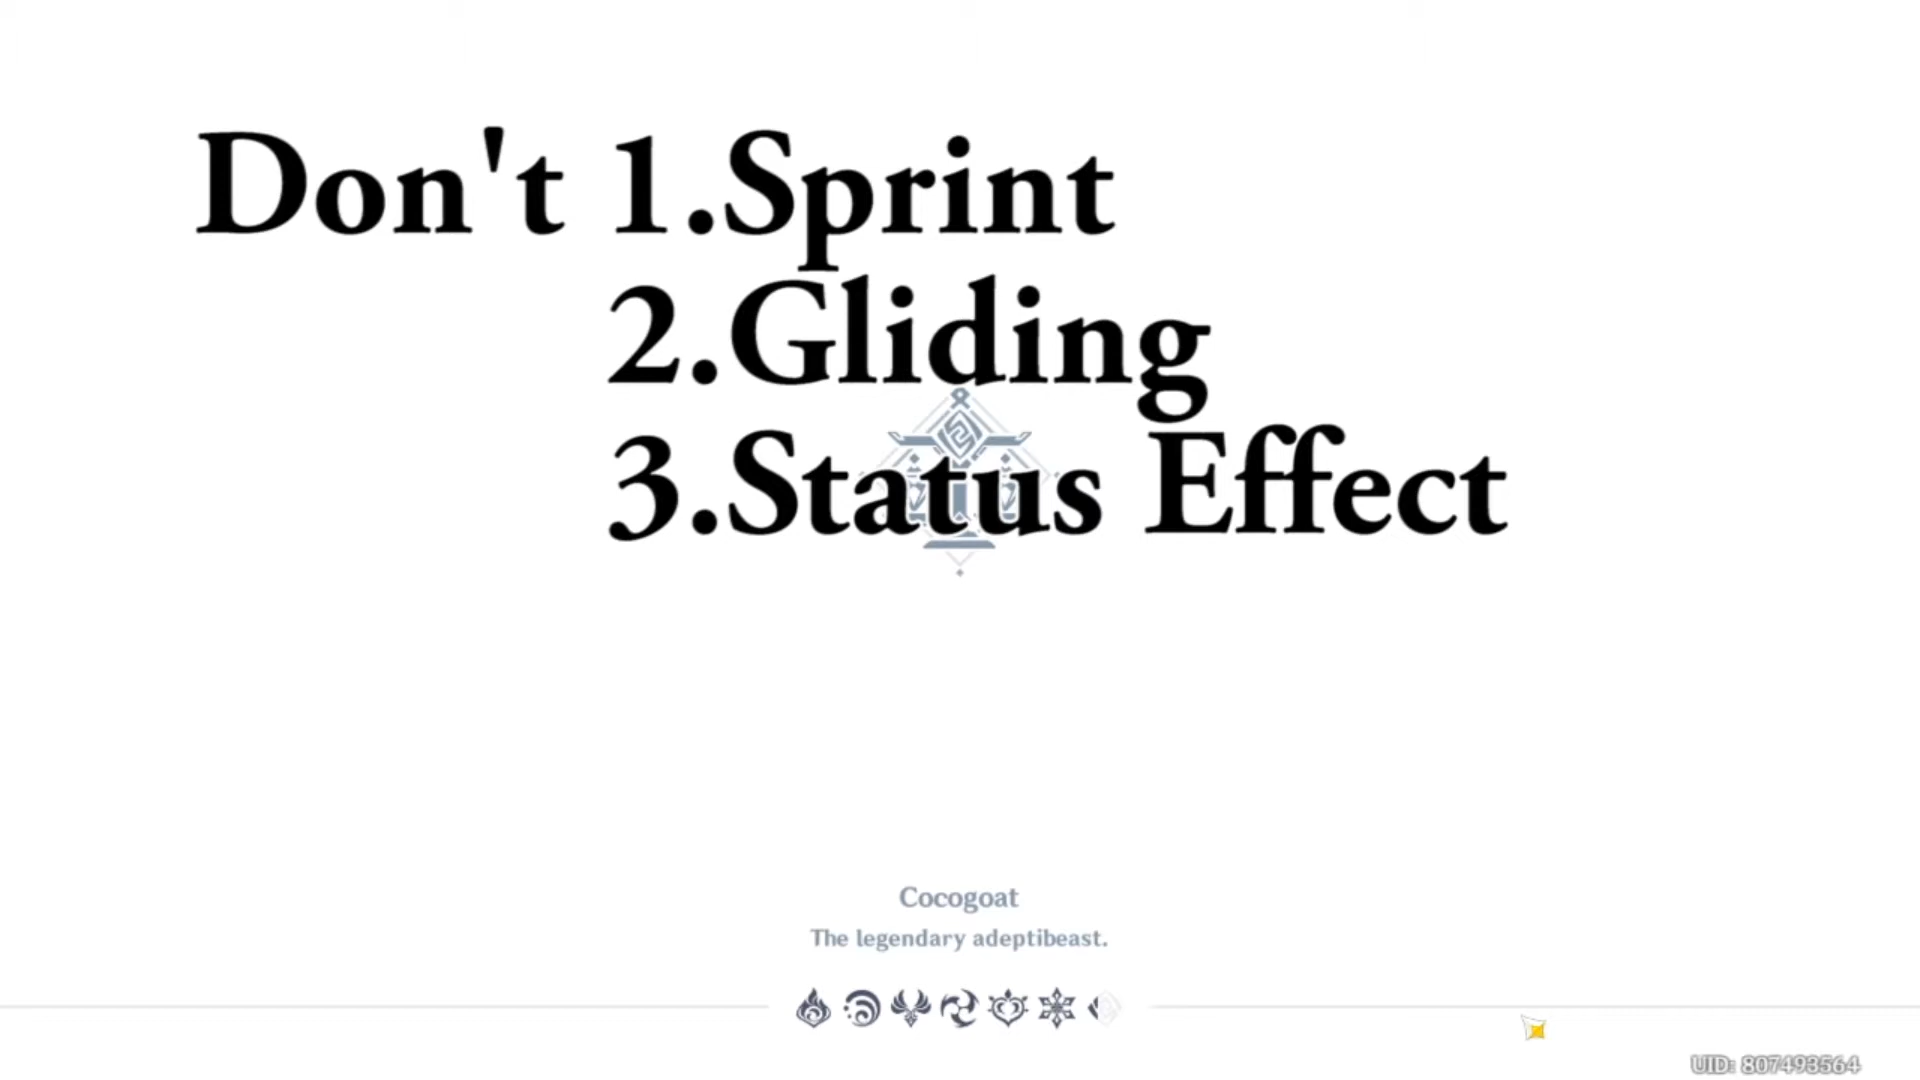 Don't 1.Sprint
2.Gliding
3.Status Effect
Cocogoat
The legendary adeptibeast.
UID: 807493564